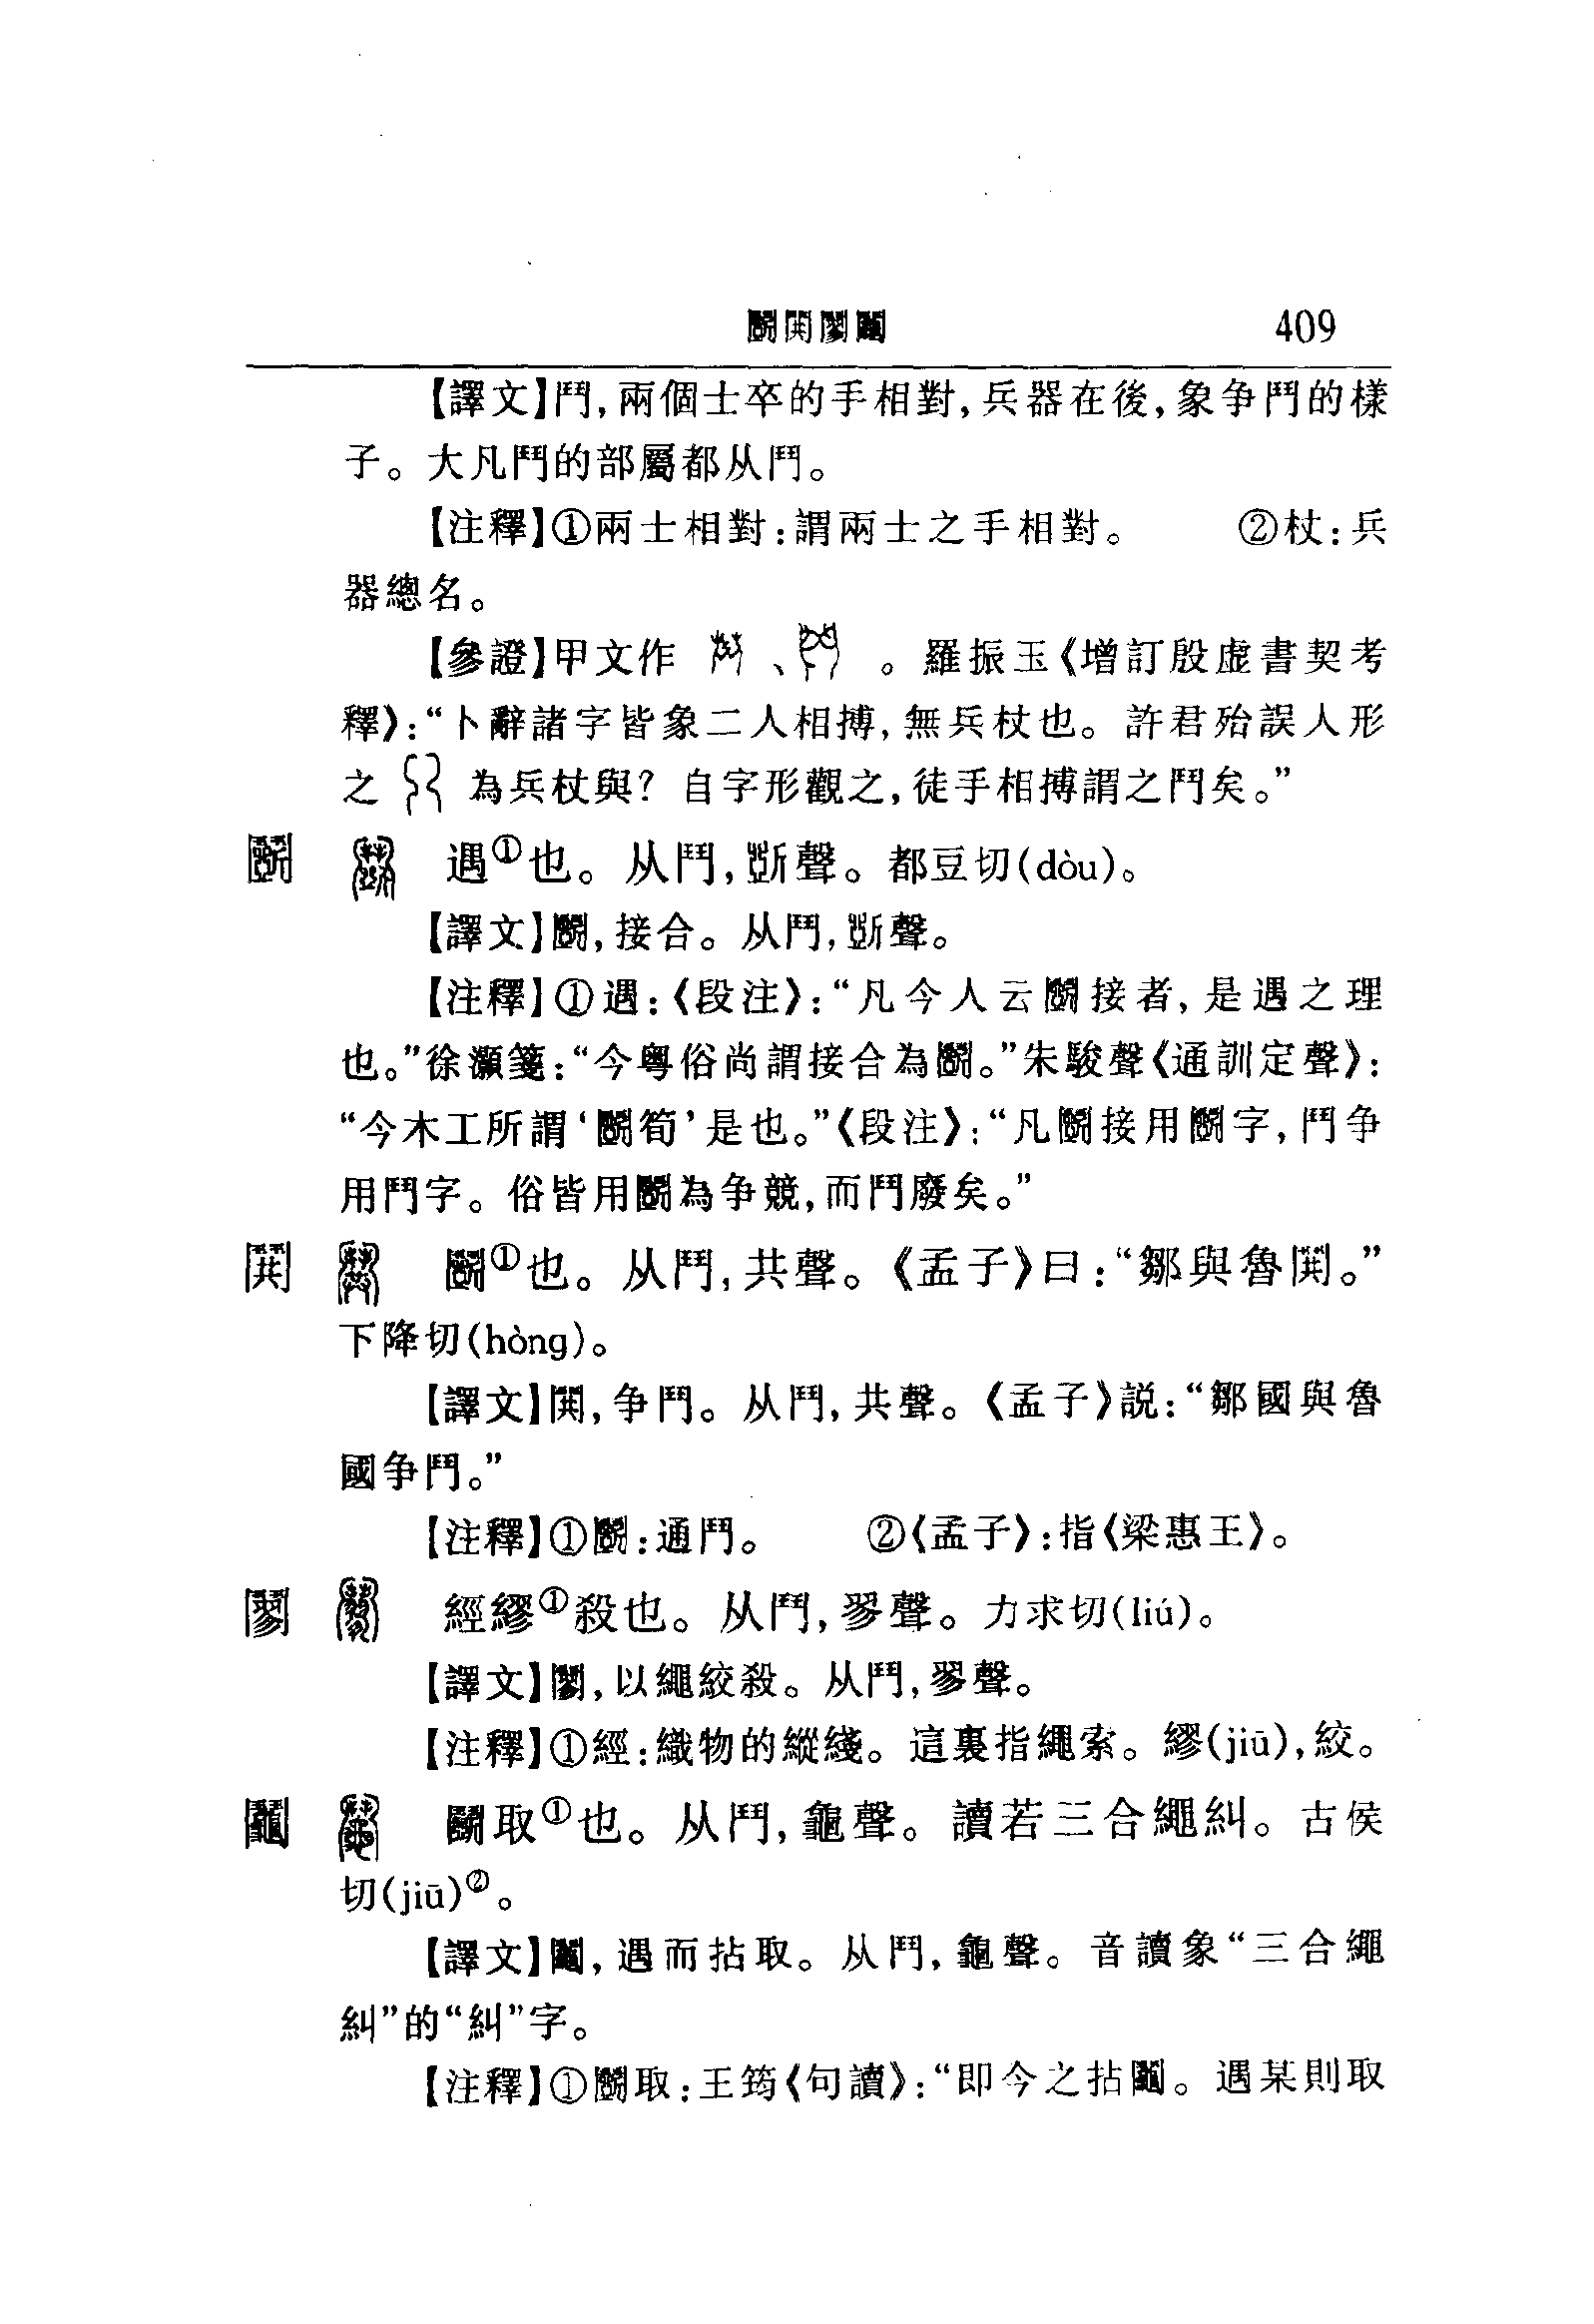 鬭鬨鬮 409
【譯文】鬥,兩個士卒的手相對,兵器在後,象争鬥的樣
子。大凡鬥的部屬都从鬥。
【注釋】①兩士相對:謂兩士之手相對。 ②杖:兵
器總名。
【參證】甲文作 、 。羅振玉《增訂殷虛書契考
釋》:“卜辭諸字皆象二人相搏,無兵杖也。許君殆誤人形
之 為兵杖與?自字形觀之,徒手相搏謂之鬥矣。”
鬭 遇①也。从鬥,斲聲。都豆切(dòu)。
【譯文】鬭,接合。从鬥,斲聲。
【注釋】①遇:《段注》:“凡今人云鬭接者,是遇之理
也。”徐灝箋:“今粵俗尚謂接合為鬭。”朱駿聲《通訓定聲》:
“今木工所謂‘鬭筍’是也。”《段注》:“凡鬭接用鬭字,鬥争
用鬥字。俗皆用鬭為争競,而鬥廢矣。”
鬨 鬭①也。从鬥,共聲。《孟子》曰:“鄒與魯鬨。”
下降切(hòng)。
【譯文】鬨,争鬥。从鬥,共聲。《孟子》説:“鄒國與魯
國争鬥。”
【注釋】①鬭:通鬥。 ②《孟子》:指《梁惠王》。
經繆①殺也。从鬥,翏聲。力求切(liú)。
【譯文】,以繩絞殺。从鬥,翏聲。
【注釋】①經:織物的縱綫。這裏指繩索。繆(jiū),絞。
鬮 鬭取①也。从鬥,龜聲。讀若三合繩糾。古侯
切(jiū)②。
【譯文】鬮,遇而拈取。从鬥,龜聲。音讀象“三合繩
糾”的“糾”字。
【注釋】①鬭取:王筠《句讀》:“即今之拈鬮。遇某則取